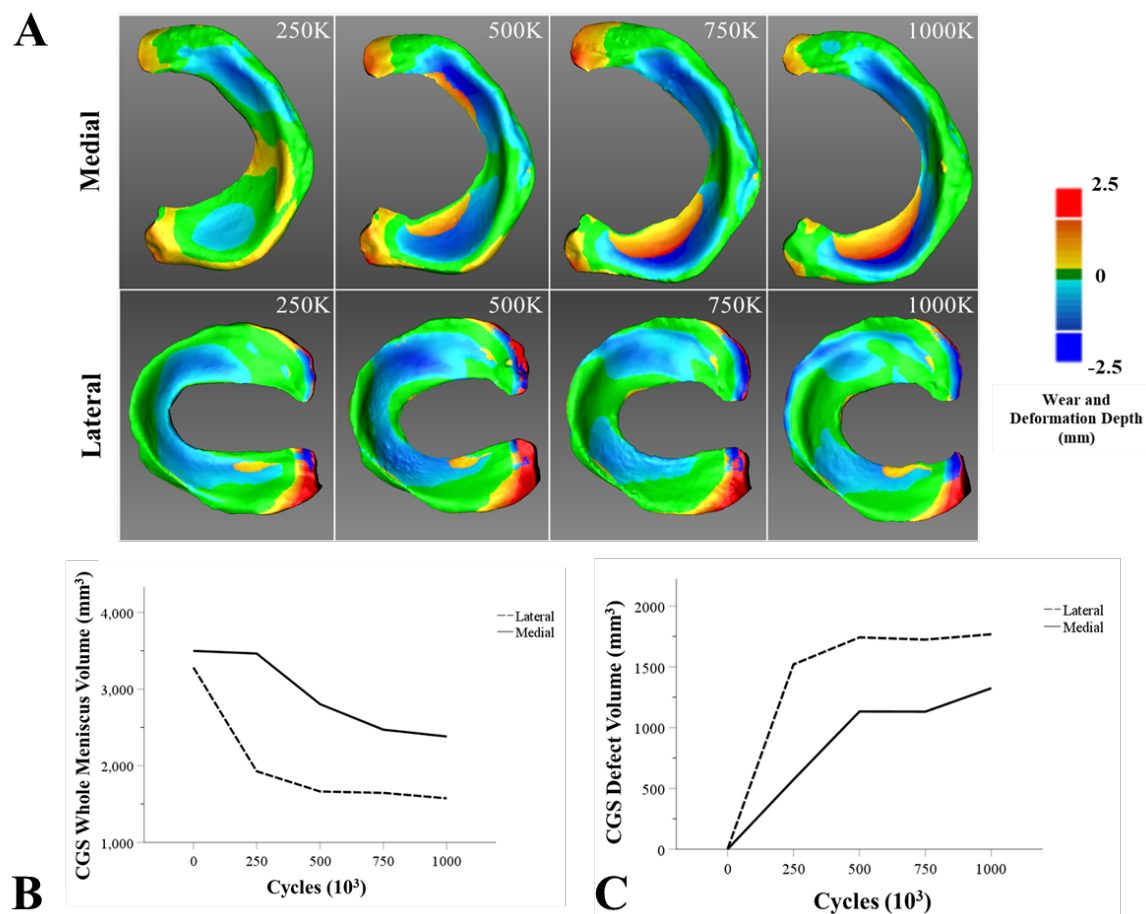 A
Medial
250K
500K
750K
1000K
Lateral
250K
500K
750K
1000K
2.5
0
-2.5
Wear and
Deformation Depth
(mm)
B
CGS Whole Meniscus Volume (mm³)
4,000
3,000
2,000
1,000
Lateral
Medial
0
250
500
750
1000
Cycles (10³)
C
CGS Defect Volume (mm³)
2000
1500
1000
500
0
Lateral
Medial
0
250
500
750
1000
Cycles (10³)